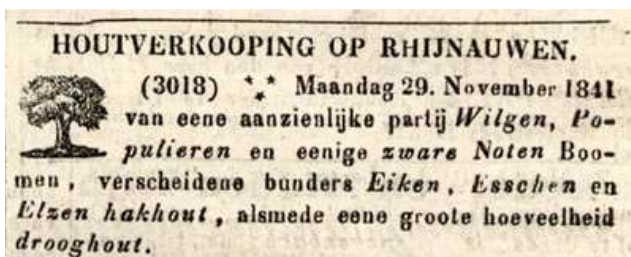 HOUTVERKOOPING OP RHIJNAUWEN.
(3018) *** Maandag 29. November 1841
van eene aanzienlijke partij Wilgen, Po-
pulieren en eenige zware Noten Boo-
men, verscheidene bunders Eiken, Esschen en
Elzen hakhout, alsmede eene groote hoeveelheid
drooghout.